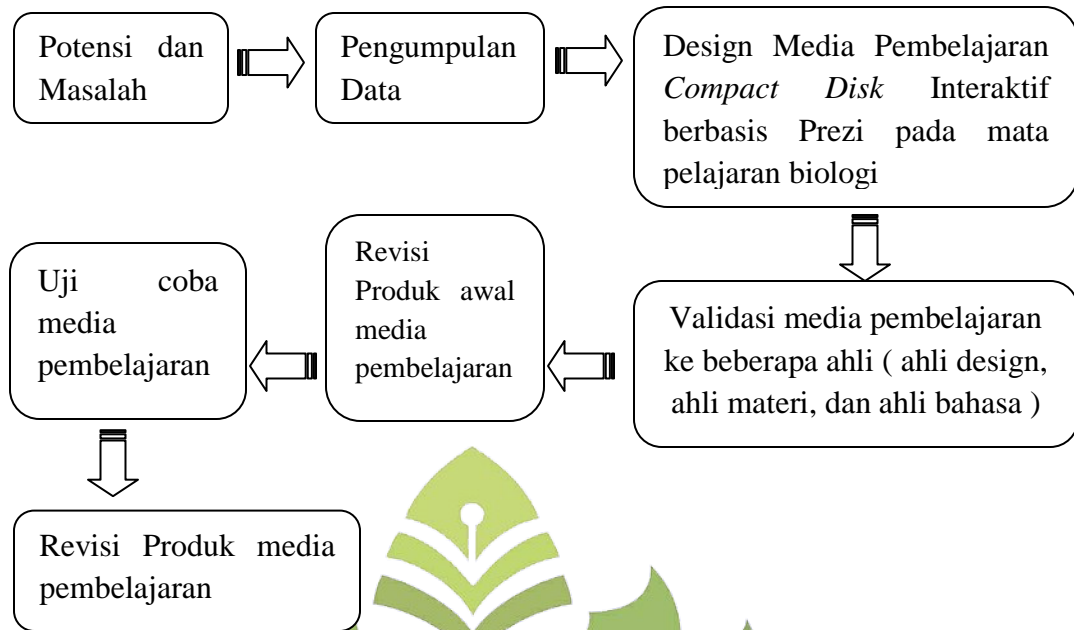 Potensi dan
Masalah
Pengumpulan
Data
Design Media Pembelajaran
Compact Disk Interaktif
berbasis Prezi pada mata
pelajaran biologi
Validasi media pembelajaran
ke beberapa ahli ( ahli design,
ahli materi, dan ahli bahasa )
Revisi
Produk awal
media
pembelajaran
Uji coba
media
pembelajaran
Revisi Produk media
pembelajaran